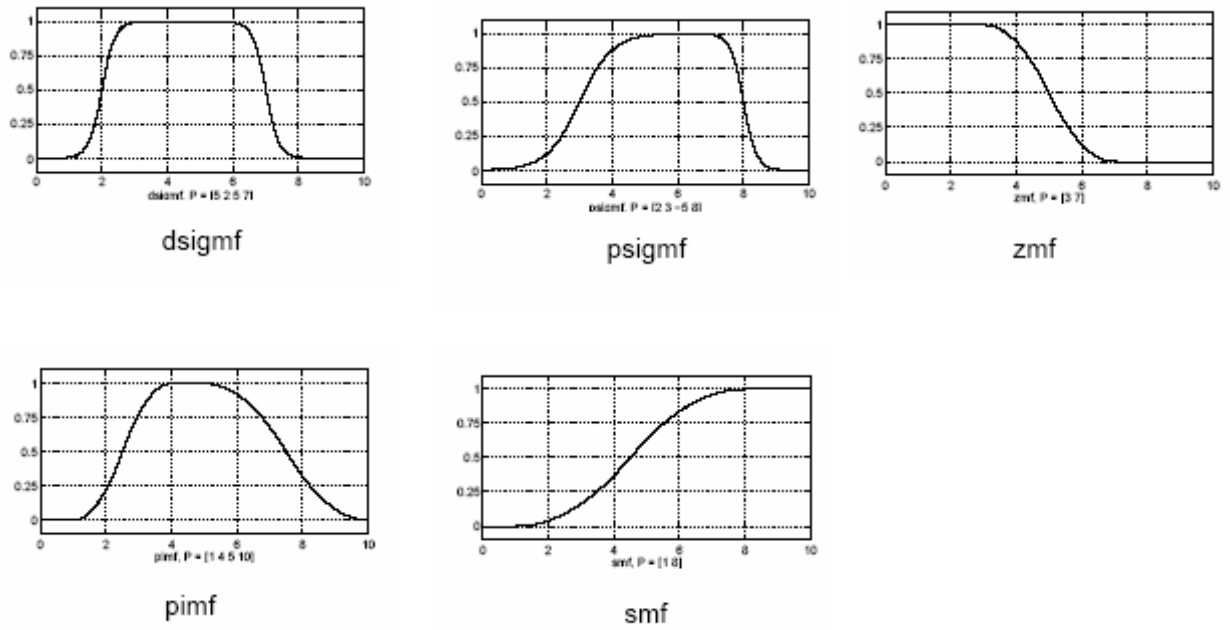 1
0.75
0.5
0.25
0
0 2 4 6 8 10
dsigmf, P = [5 2 5 7]
dsigmf
1
0.75
0.5
0.25
0
0 2 4 6 8 10
psigmf, P = [2 3 -5 8]
psigmf
1
0.75
0.5
0.25
0
0 2 4 6 8 10
zmf, P = [3 7]
zmf
1
0.75
0.5
0.25
0
0 2 4 6 8 10
pimf, P = [1 4 5 10]
pimf
1
0.75
0.5
0.25
0
0 2 4 6 8 10
smf, P = [1 8]
smf